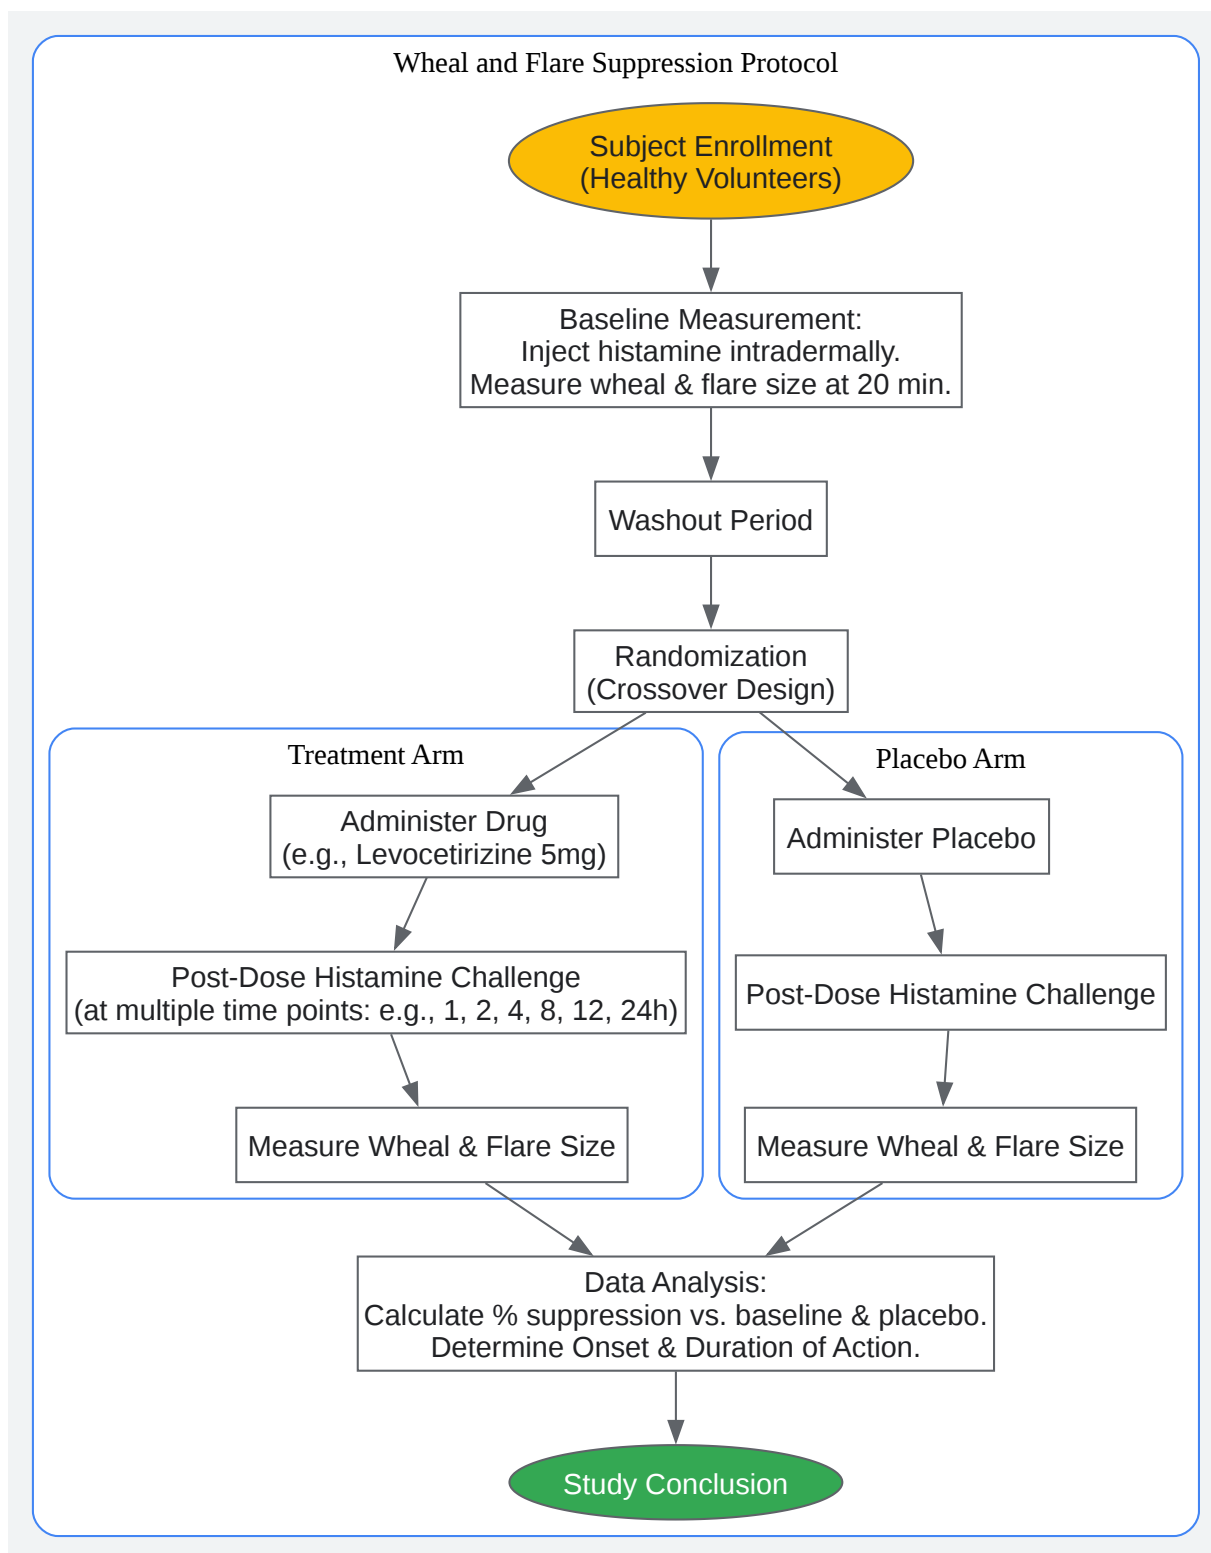 Wheal and Flare Suppression Protocol
Subject Enrollment
(Healthy Volunteers)
Baseline Measurement:
Inject histamine intradermally.
Measure wheal & flare size at 20 min.
Washout Period
Randomization
(Crossover Design)
Treatment Arm
Administer Drug
(e.g., Levocetirizine 5mg)
Post-Dose Histamine Challenge
(at multiple time points: e.g., 1, 2, 4, 8, 12, 24h)
Measure Wheal & Flare Size
Placebo Arm
Administer Placebo
Post-Dose Histamine Challenge
Measure Wheal & Flare Size
Data Analysis:
Calculate % suppression vs. baseline & placebo.
Determine Onset & Duration of Action.
Study Conclusion